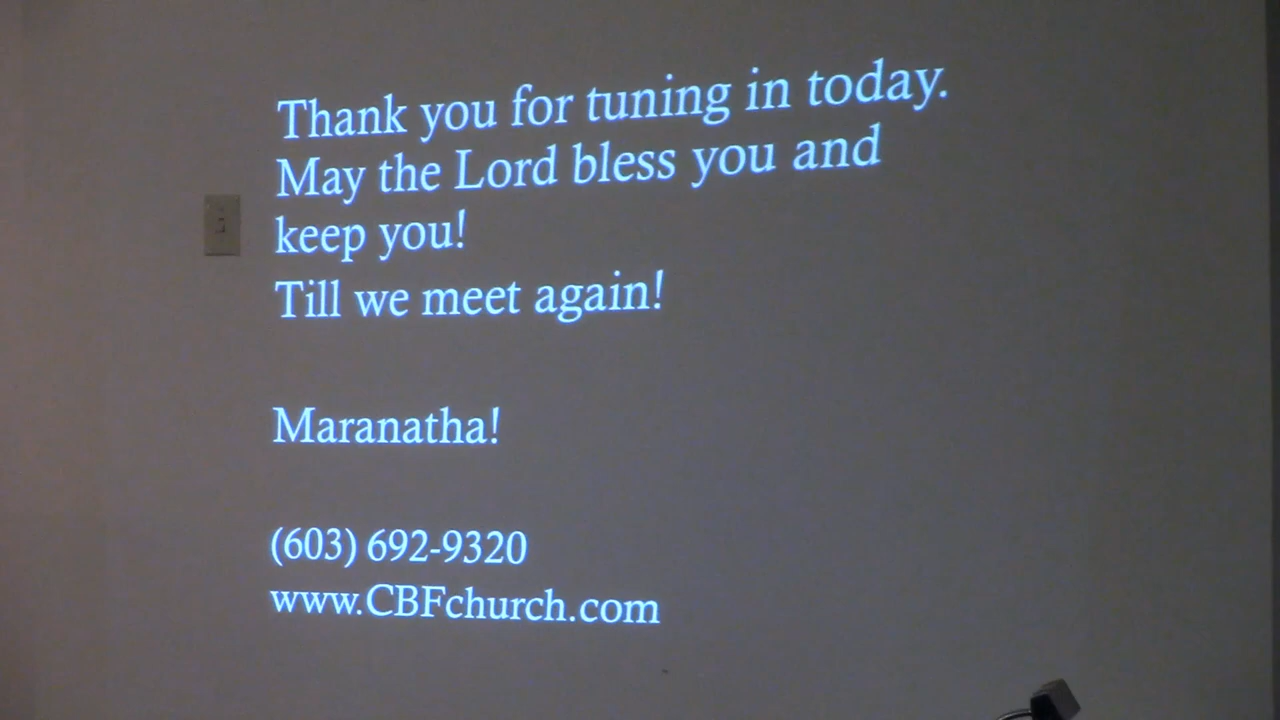 Thank you for tuning in today.
May the Lord bless you and
keep you!
Till we meet again!
Maranatha!
(603) 692-9320
www.CBFchurch.com